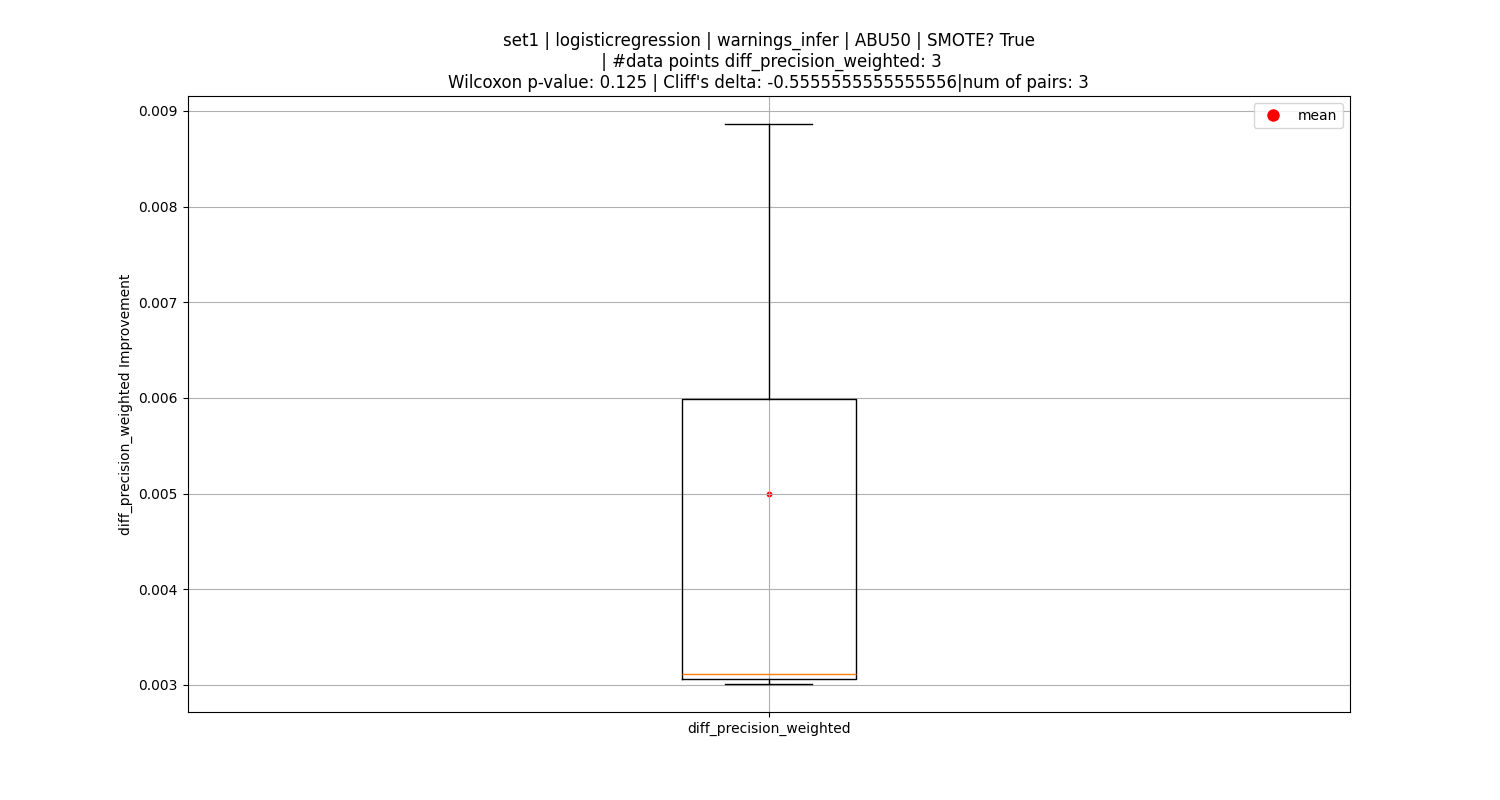 set1 | logisticregression | warnings_infer | ABU50 | SMOTE? True
| #data points diff_precision_weighted: 3
Wilcoxon p-value: 0.125 | Cliff's delta: -0.5555555555555556|num of pairs: 3
mean
0.009
0.008
0.007
0.006
0.005
0.004
0.003
diff_precision_weighted Improvement
diff_precision_weighted